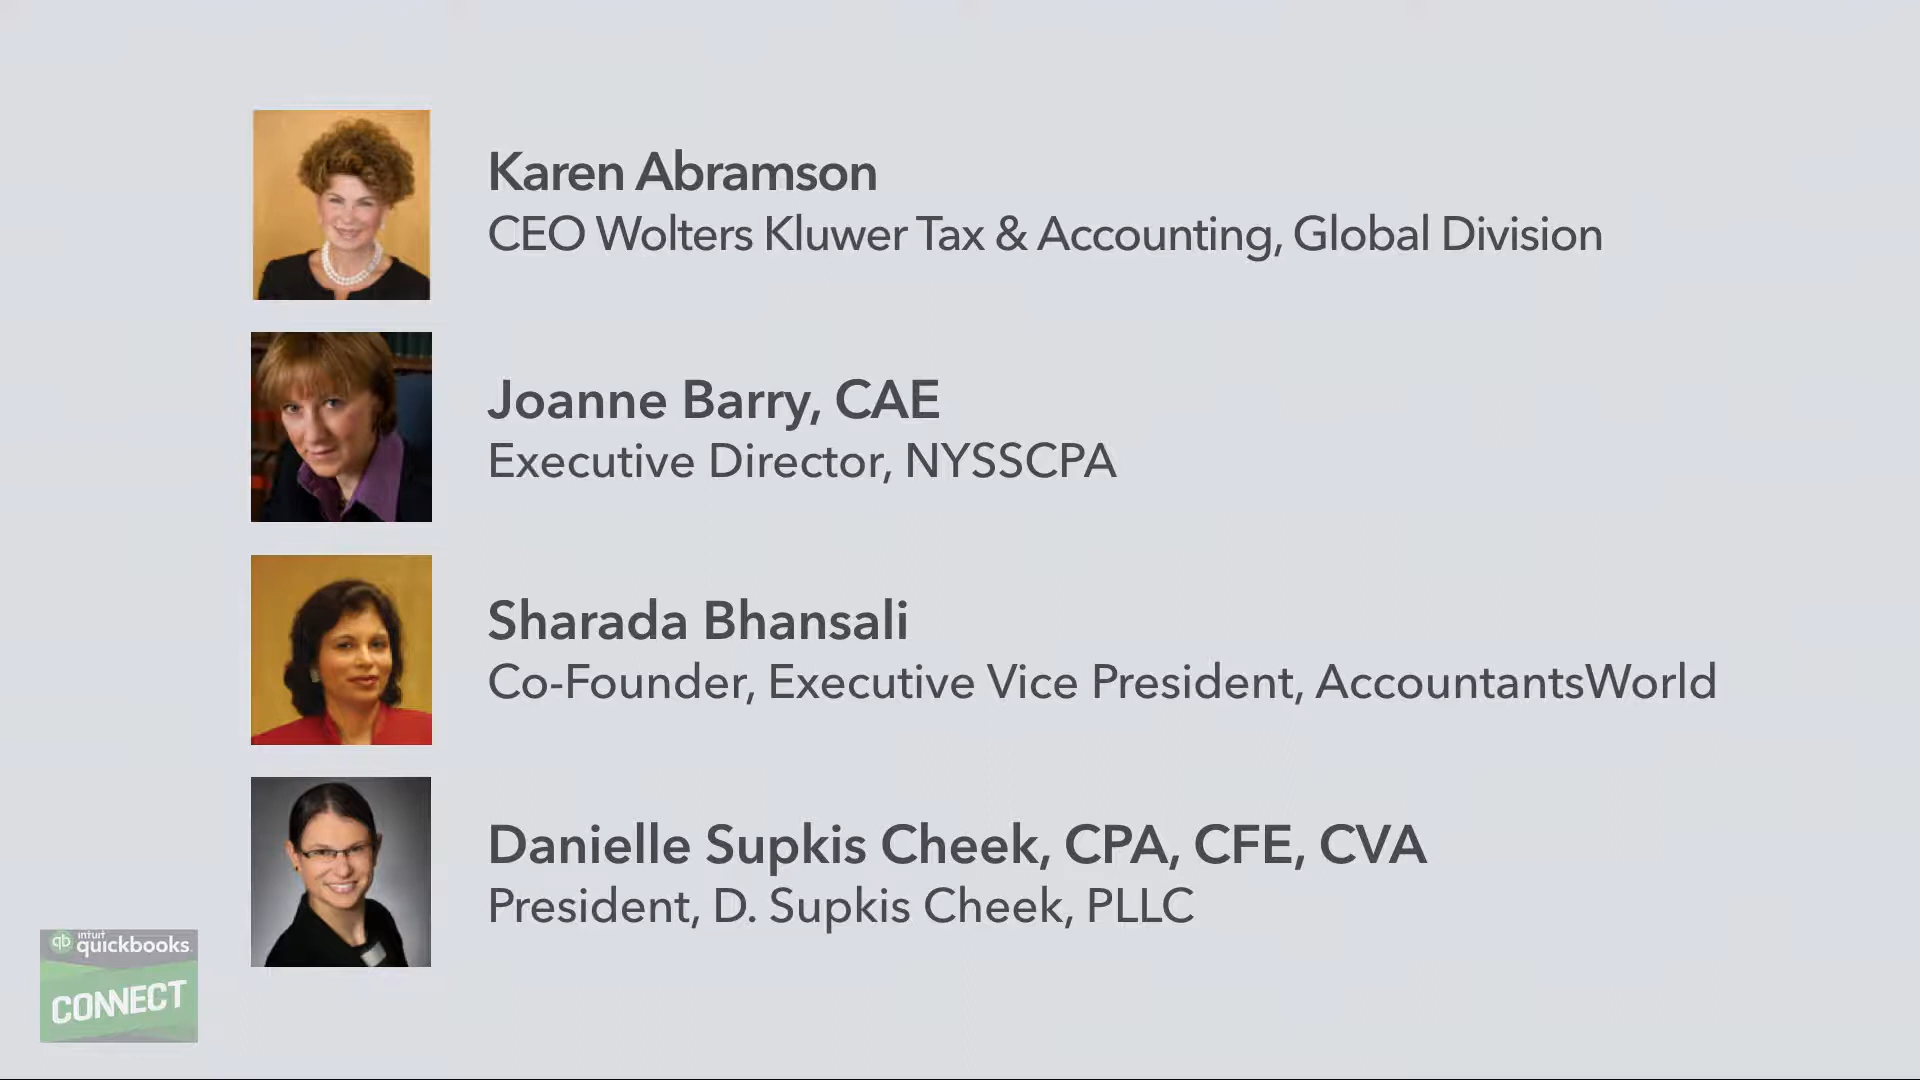 Karen Abramson
CEO Wolters Kluwer Tax & Accounting, Global Division
Joanne Barry, CAE
Executive Director, NYSSCPA
Sharada Bhansali
Co-Founder, Executive Vice President, AccountantsWorld
Danielle Supkis Cheek, CPA, CFE, CVA
President, D. Supkis Cheek, PLLC
qb intuit quickbooks.
CONNECT